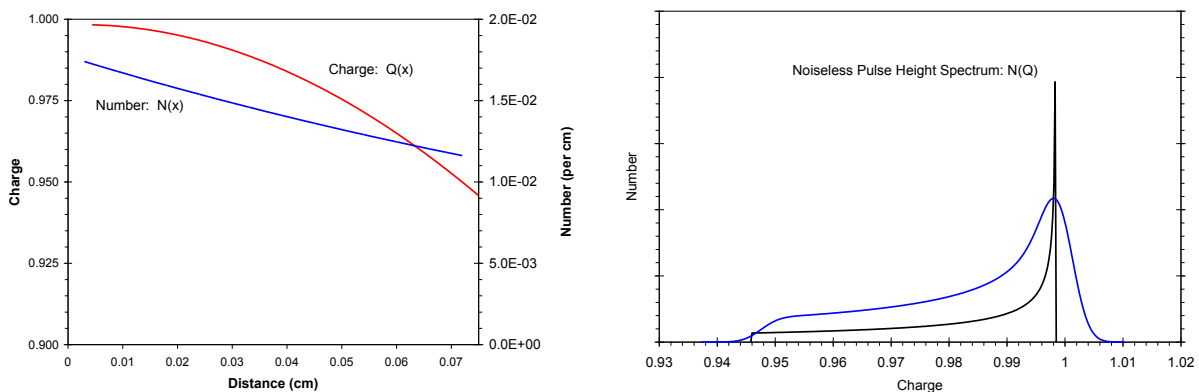 1.000
0.975
0.950
0.925
0.900
Charge
0
0.01
0.02
0.03
0.04
0.05
0.06
0.07
Distance (cm)
Charge: Q(x)
Number: N(x)
2.0E-02
1.5E-02
1.0E-02
5.0E-03
0.0E+00
Number (per cm)
Noiseless Pulse Height Spectrum: N(Q)
Number
0.93
0.94
0.95
0.96
0.97
0.98
0.99
1
1.01
1.02
Charge